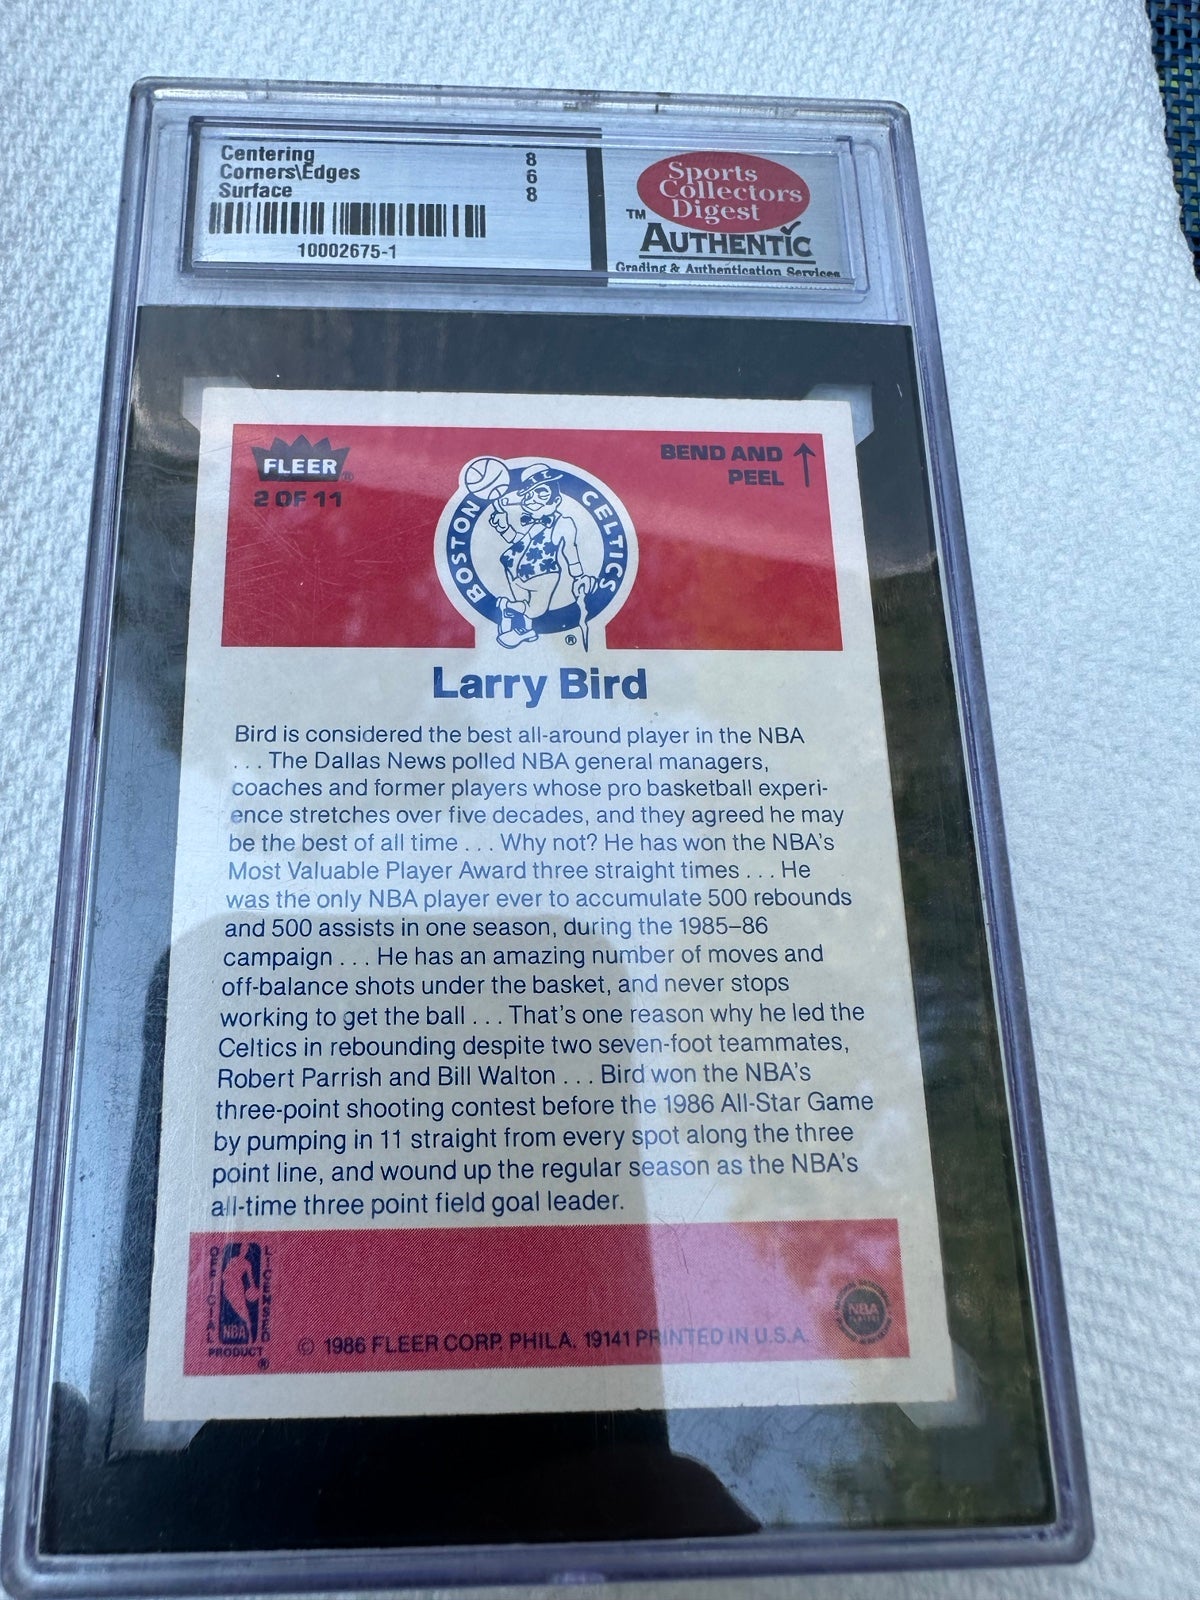 Centering 8
Corners\Edges 6
Surface 8
10002675-1
Sports
Collectors
Digest
™ AUTHENTIC
Grading & Authentication Services
FLEER®
2 OF 11
BEND AND
PEEL
BOSTON CELTICS
®
Larry Bird
Bird is considered the best all-around player in the NBA
. . . The Dallas News polled NBA general managers,
coaches and former players whose pro basketball experi-
ence stretches over five decades, and they agreed he may
be the best of all time . . . Why not? He has won the NBA's
Most Valuable Player Award three straight times . . . He
was the only NBA player ever to accumulate 500 rebounds
and 500 assists in one season, during the 1985–86
campaign . . . He has an amazing number of moves and
off-balance shots under the basket, and never stops
working to get the ball . . . That's one reason why he led the
Celtics in rebounding despite two seven-foot teammates,
Robert Parrish and Bill Walton . . . Bird won the NBA's
three-point shooting contest before the 1986 All-Star Game
by pumping in 11 straight from every spot along the three
point line, and wound up the regular season as the NBA's
all-time three point field goal leader.
OFFICIAL LICENSED
NBA
PRODUCT
®
© 1986 FLEER CORP. PHILA. 19141 PRINTED IN U.S.A.
NBA